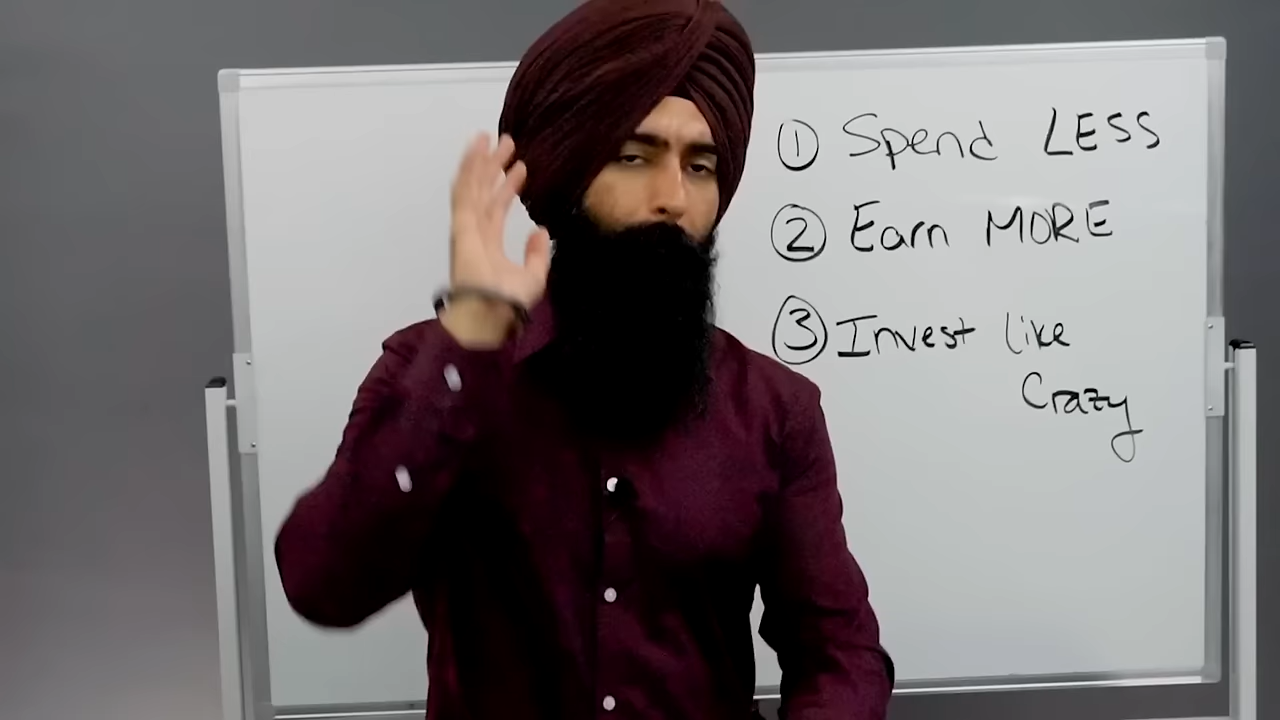 ① Spend LESS
② Earn MORE
③ Invest like
Crazy